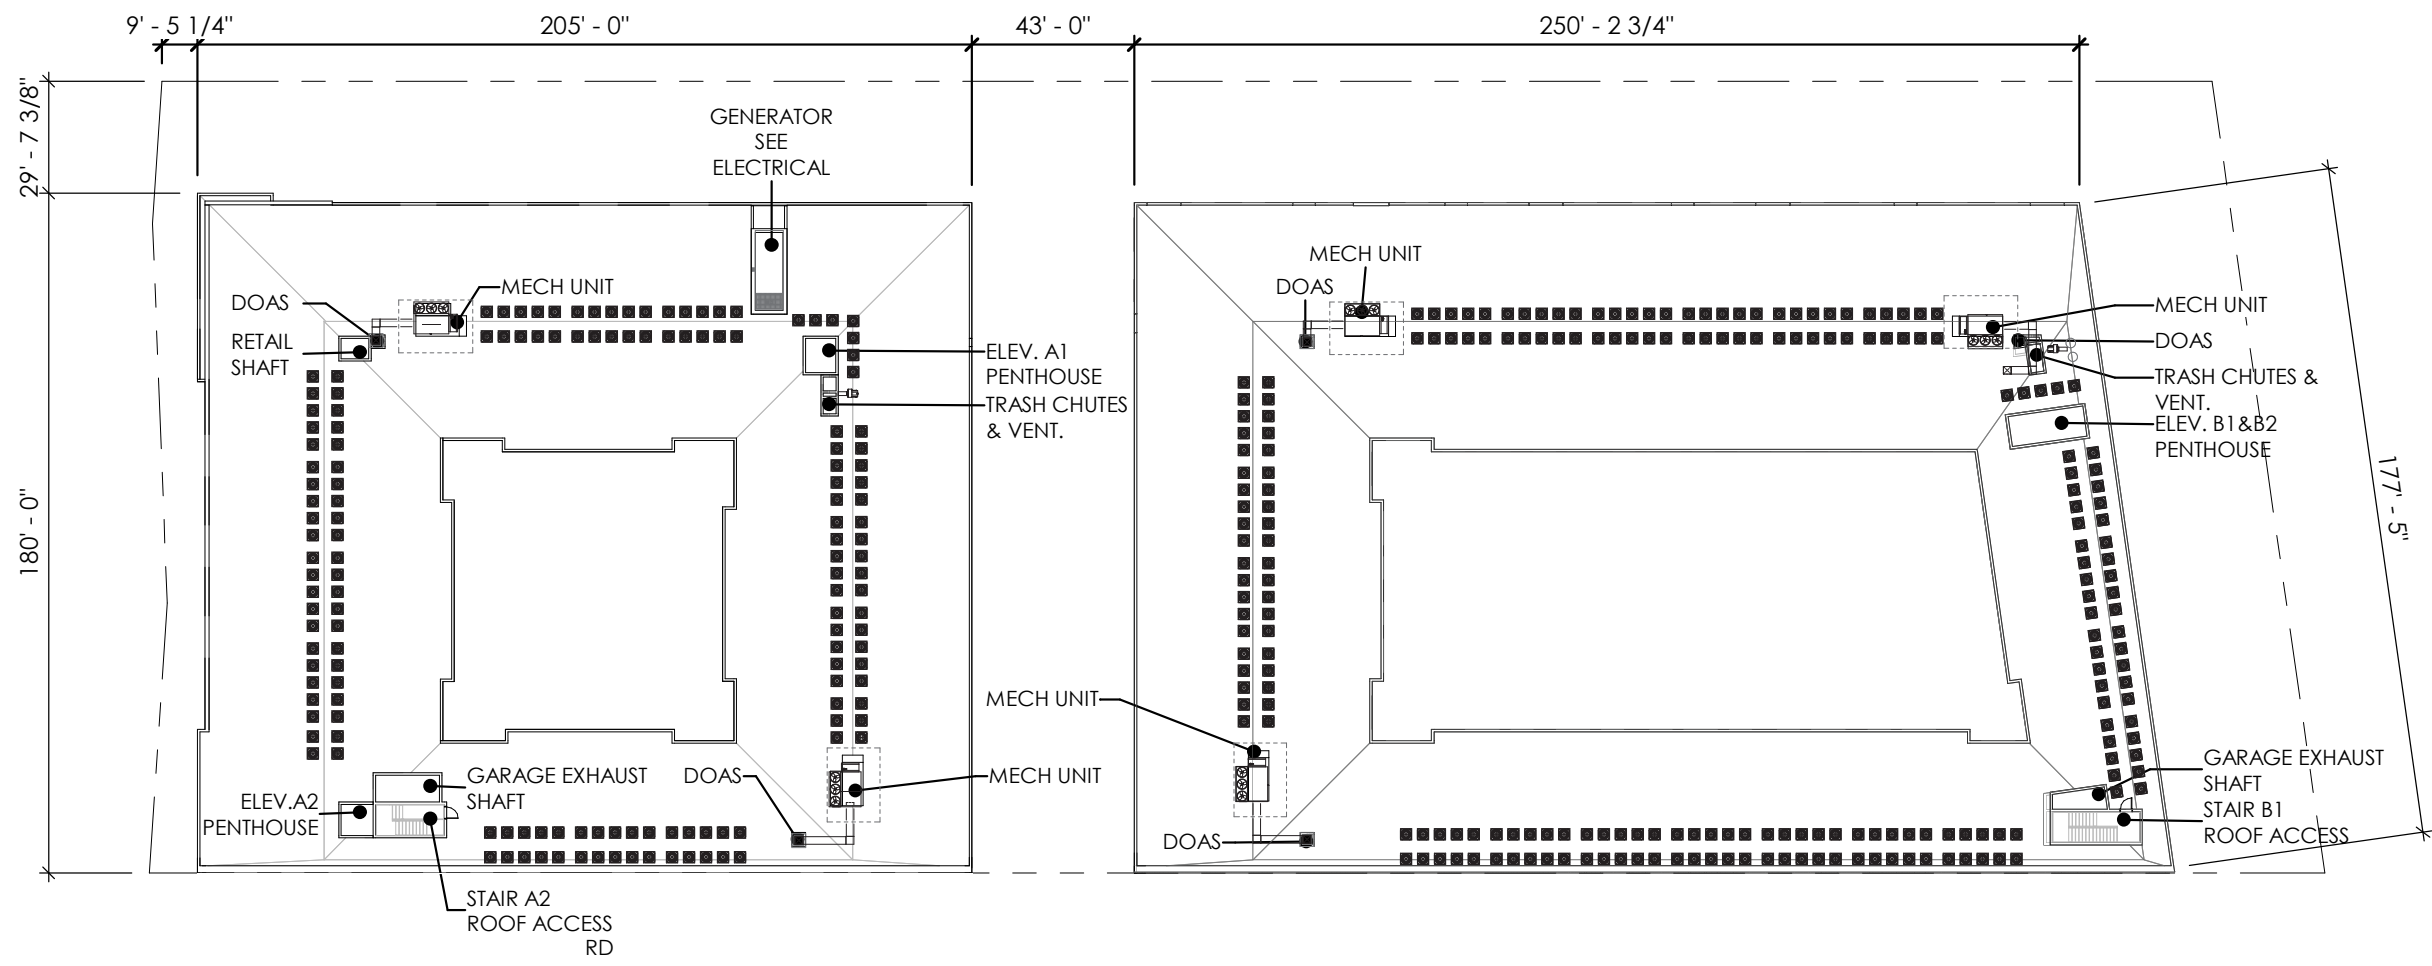 9' - 5 1/4"
205' - 0"
43' - 0"
250' - 2 3/4"
29' - 7 3/8"
180' - 0"
177' - 5"
GENERATOR
SEE
ELECTRICAL
MECH UNIT
DOAS
RETAIL
SHAFT
ELEV. A1
PENTHOUSE
TRASH CHUTES
& VENT.
MECH UNIT
DOAS
MECH UNIT
DOAS
TRASH CHUTES &
VENT.
ELEV. B1&B2
PENTHOUSE
MECH UNIT
GARAGE EXHAUST
SHAFT
ELEV.A2
PENTHOUSE
DOAS
MECH UNIT
STAIR A2
ROOF ACCESS
RD
DOAS
GARAGE EXHAUST
SHAFT
STAIR B1
ROOF ACCESS